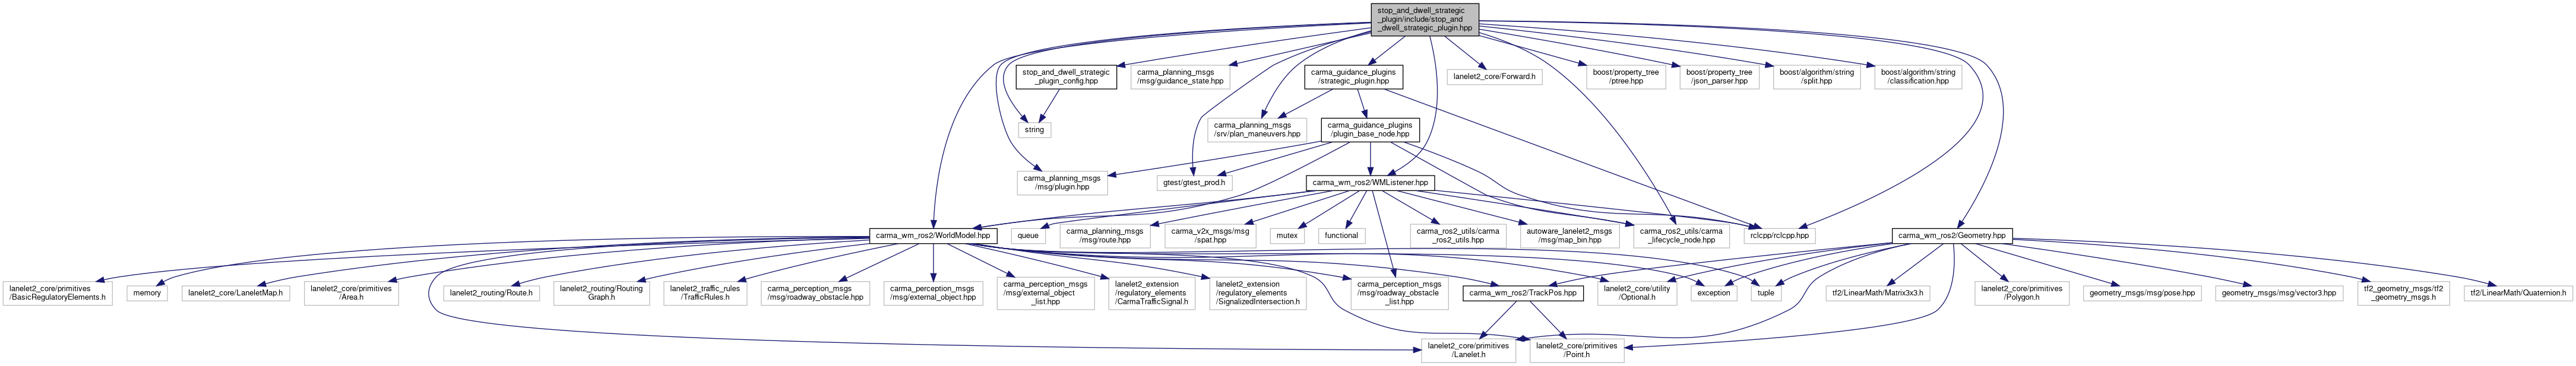 stop_and_dwell_strategic
_plugin/include/stop_and
_dwell_strategic_plugin.hpp
stop_and_dwell_strategic
_plugin_config.hpp
carma_planning_msgs
/msg/guidance_state.hpp
carma_guidance_plugins
/strategic_plugin.hpp
lanelet2_core/Forward.h
boost/property_tree
/ptree.hpp
boost/property_tree
/json_parser.hpp
boost/algorithm/string
/split.hpp
boost/algorithm/string
/classification.hpp
string
carma_planning_msgs
/srv/plan_maneuvers.hpp
carma_guidance_plugins
/plugin_base_node.hpp
carma_planning_msgs
/msg/plugin.hpp
gtest/gtest_prod.h
carma_wm_ros2/WMListener.hpp
carma_wm_ros2/WorldModel.hpp
queue
carma_planning_msgs
/msg/route.hpp
carma_v2x_msgs/msg
/spat.hpp
mutex
functional
carma_ros2_utils/carma
_ros2_utils.hpp
autoware_lanelet2_msgs
/msg/map_bin.hpp
carma_ros2_utils/carma
_lifecycle_node.hpp
rclcpp/rclcpp.hpp
carma_wm_ros2/Geometry.hpp
lanelet2_core/primitives
/BasicRegulatoryElements.h
memory
lanelet2_core/LaneletMap.h
lanelet2_core/primitives
/Area.h
lanelet2_routing/Route.h
lanelet2_routing/Routing
Graph.h
lanelet2_traffic_rules
/TrafficRules.h
carma_perception_msgs
/msg/roadway_obstacle.hpp
carma_perception_msgs
/msg/external_object.hpp
carma_perception_msgs
/msg/external_object
_list.hpp
lanelet2_extension
/regulatory_elements
/CarmaTrafficSignal.h
lanelet2_extension
/regulatory_elements
/SignalizedIntersection.h
carma_perception_msgs
/msg/roadway_obstacle
_list.hpp
carma_wm_ros2/TrackPos.hpp
lanelet2_core/utility
/Optional.h
exception
tuple
tf2/LinearMath/Matrix3x3.h
lanelet2_core/primitives
/Polygon.h
geometry_msgs/msg/pose.hpp
geometry_msgs/msg/vector3.hpp
tf2_geometry_msgs/tf2
_geometry_msgs.h
tf2/LinearMath/Quaternion.h
lanelet2_core/primitives
/Lanelet.h
lanelet2_core/primitives
/Point.h